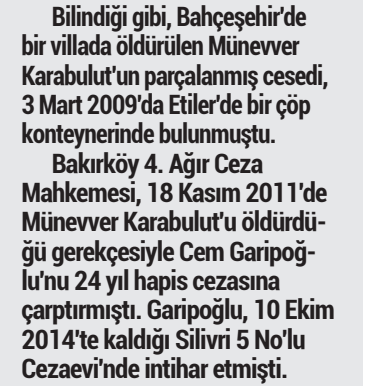 Bilindiği gibi, Bahçeşehir'de
bir villada öldürülen Münevver
Karabulut'un parçalanmış cesedi,
3 Mart 2009'da Etiler'de bir çöp
konteynerinde bulunmuştu.
Bakırköy 4. Ağır Ceza
Mahkemesi, 18 Kasım 2011'de
Münevver Karabulut'u öldürdü-
ğü gerekçesiyle Cem Garipoğ-
lu'nu 24 yıl hapis cezasına
çarptırmıştı. Garipoğlu, 10 Ekim
2014'te kaldığı Silivri 5 No'lu
Cezaevi'nde intihar etmişti.